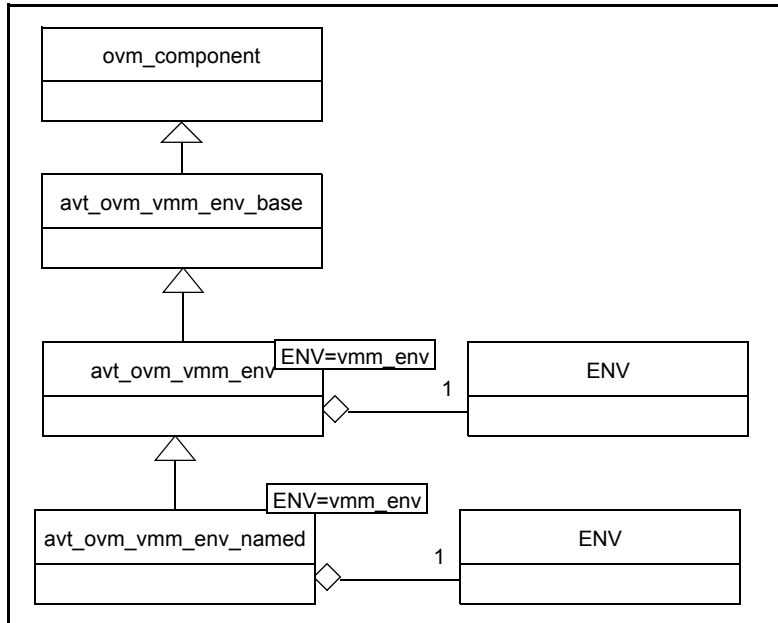 ovm_component
avt_ovm_vmm_env_base
ENV=vmm_env
avt_ovm_vmm_env
1
ENV
ENV=vmm_env
avt_ovm_vmm_env_named
1
ENV